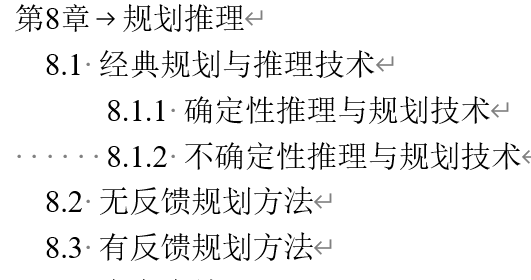 第8章→规划推理
8.1 经典规划与推理技术
8.1.1 确定性推理与规划技术
8.1.2 不确定性推理与规划技术
8.2 无反馈规划方法
8.3 有反馈规划方法